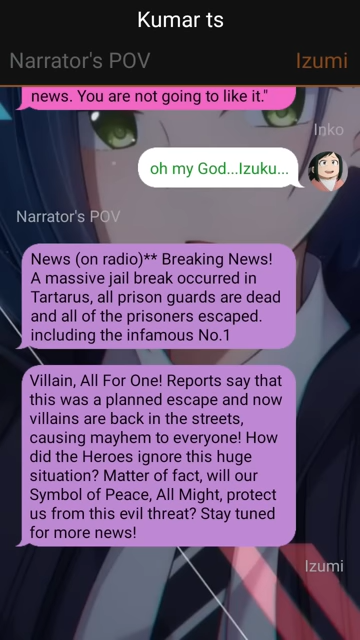 Kumar ts
Narrator's POV Izumi
news. You are not going to like it."
Inko
oh my God...Izuku...
Narrator's POV
News (on radio)** Breaking News!
A massive jail break occurred in
Tartarus, all prison guards are dead
and all of the prisoners escaped.
including the infamous No.1
Villain, All For One! Reports say that
this was a planned escape and now
villains are back in the streets,
causing mayhem to everyone! How
did the Heroes ignore this huge
situation? Matter of fact, will our
Symbol of Peace, All Might, protect
us from this evil threat? Stay tuned
for more news!
Izumi